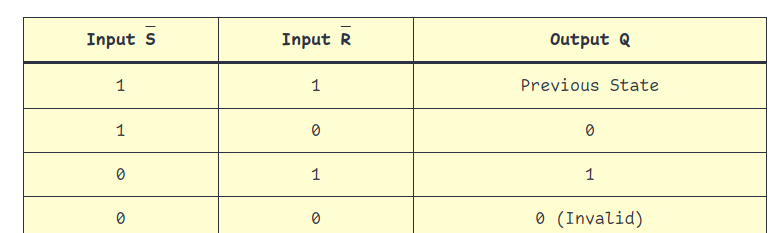 Input S̅ Input R̅ Output Q
1 1 Previous State
1 0 0
0 1 1
0 0 0 (Invalid)